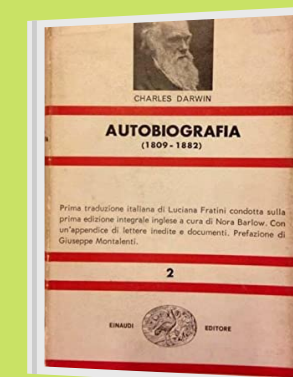 CHARLES DARWIN
AUTOBIOGRAFIA
(1809-1882)
Prima traduzione italiana di Luciana Fratini condotta sulla
prima edizione integrale inglese a cura di Nora Barlow. Con
un'appendice di lettere inedite e documenti. Prefazione di
Giuseppe Montalenti.
2
EINAUDI EDITORE